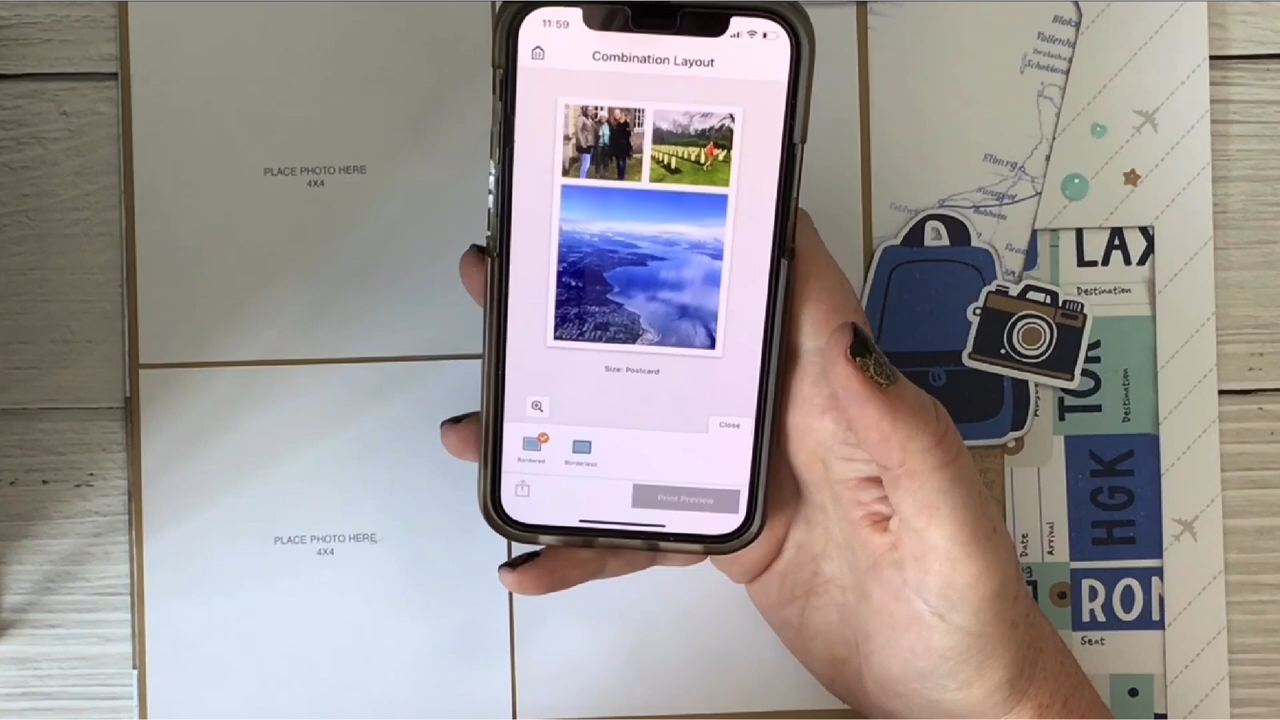 11:59
Combination Layout
Size: Postcard
Close
Bordered
Borderless
Print Preview
PLACE PHOTO HERE
4X4
PLACE PHOTO HERE
4X4
Elburg
LAX
Destination
TOR
Destination
HGK
Date
Arrival
RON
Seat